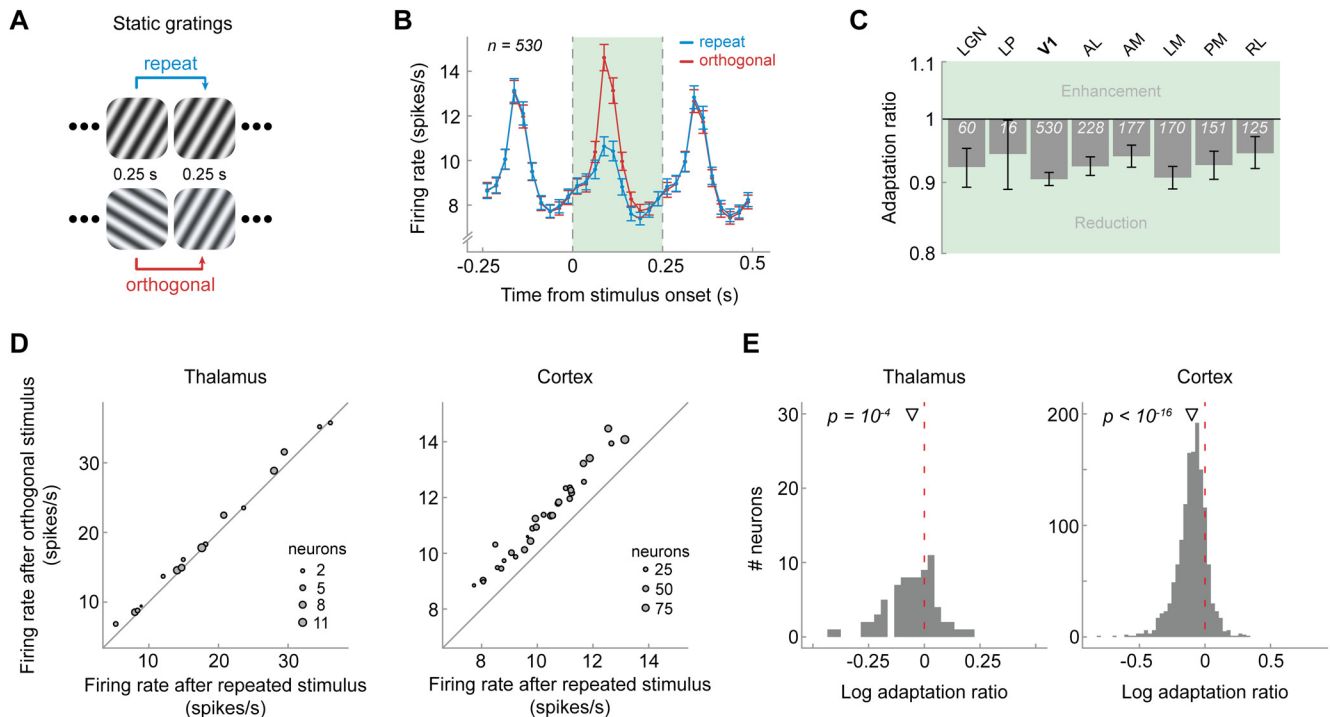 A
Static gratings
repeat
0.25 s 0.25 s
orthogonal
B
n = 530
repeat
orthogonal
Firing rate (spikes/s)
14
12
10
8
-0.25 0 0.25 0.5
Time from stimulus onset (s)
C
LGN LP V1 AL AM LM PM RL
Adaptation ratio
1.1
1
0.9
0.8
Enhancement
60 16 530 228 177 170 151 125
Reduction
D
Firing rate after orthogonal stimulus
(spikes/s)
Thalamus
30
20
10
neurons
2
5
8
11
10 20 30
Firing rate after repeated stimulus
(spikes/s)
Cortex
14
12
10
8
neurons
25
50
75
8 10 12 14
Firing rate after repeated stimulus
(spikes/s)
E
Thalamus
# neurons
p = 10-4
30
20
10
0
-0.25 0 0.25
Log adaptation ratio
Cortex
p < 10-16
200
100
0
-0.5 0 0.5
Log adaptation ratio